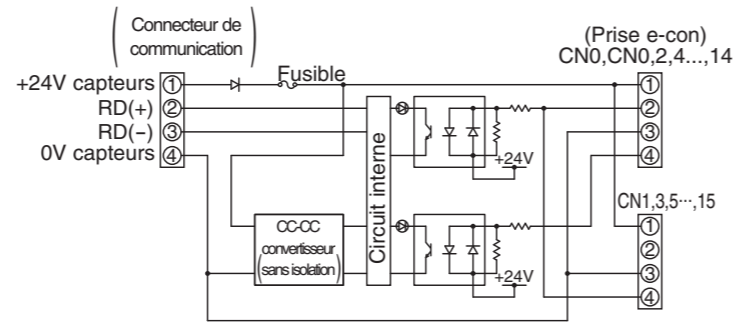 (Connecteur de
communication)
(Prise e-con)
CN0,CN0,2,4...,14
+24V capteurs ①
Fusible
①
RD(+) ②
②
RD(−) ③
③
0V capteurs ④
④
+24V
Circuit interne
CN1,3,5···,15
CC-CC
convertisseur
(sans isolation)
①
②
③
+24V
④